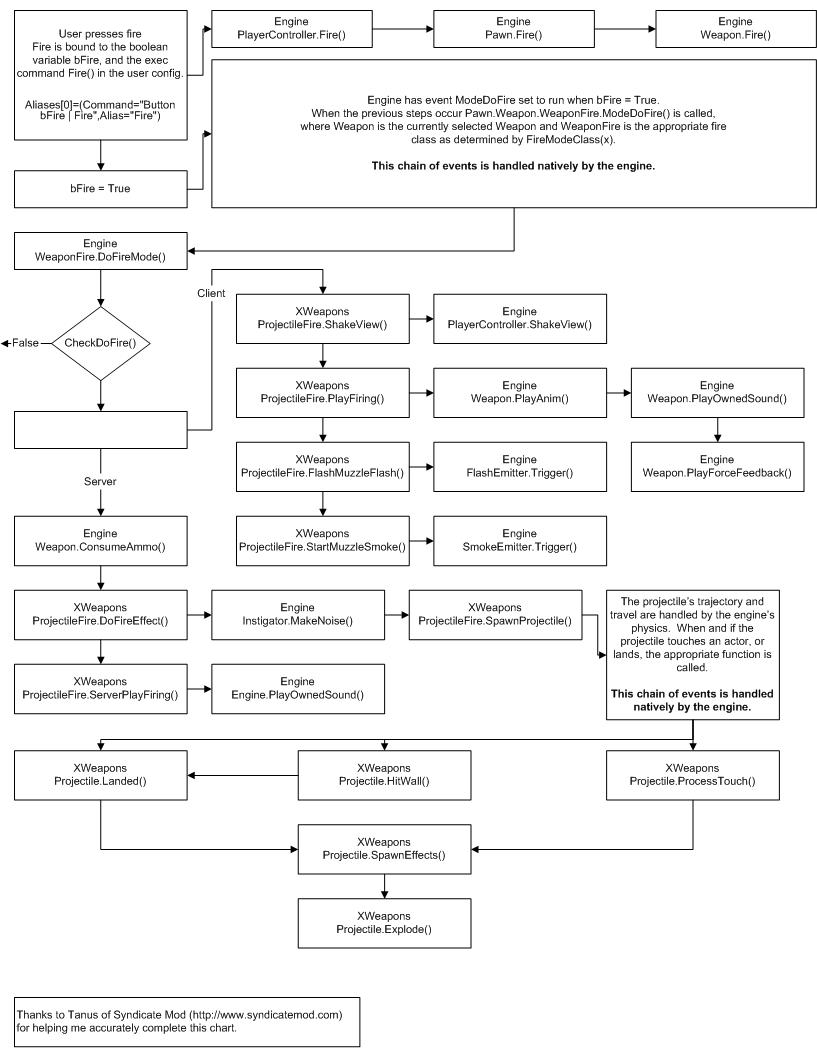 User presses fire
Fire is bound to the boolean
variable bFire, and the exec
command Fire() in the user config.
Aliases[0]=(Command="Button
bFire | Fire",Alias="Fire")
Engine
PlayerController.Fire()
Engine
Pawn.Fire()
Engine
Weapon.Fire()
Engine has event ModeDoFire set to run when bFire = True.
When the previous steps occur Pawn.Weapon.WeaponFire.ModeDoFire() is called,
where Weapon is the currently selected Weapon and WeaponFire is the appropriate fire
class as determined by FireModeClass(x).
This chain of events is handled natively by the engine.
bFire = True
Engine
WeaponFire.DoFireMode()
Client
CheckDoFire()
False
XWeapons
ProjectileFire.ShakeView()
Engine
PlayerController.ShakeView()
XWeapons
ProjectileFire.PlayFiring()
Engine
Weapon.PlayAnim()
Engine
Weapon.PlayOwnedSound()
XWeapons
ProjectileFire.FlashMuzzleFlash()
Engine
FlashEmitter.Trigger()
Engine
Weapon.PlayForceFeedback()
Server
Engine
Weapon.ConsumeAmmo()
XWeapons
ProjectileFire.StartMuzzleSmoke()
Engine
SmokeEmitter.Trigger()
XWeapons
ProjectileFire.DoFireEffect()
Engine
Instigator.MakeNoise()
XWeapons
ProjectileFire.SpawnProjectile()
The projectile's trajectory and
travel are handled by the engine's
physics. When and if the
projectile touches an actor, or
lands, the appropriate function is
called.
This chain of events is handled
natively by the engine.
XWeapons
ProjectileFire.ServerPlayFiring()
Engine
Engine.PlayOwnedSound()
XWeapons
Projectile.Landed()
XWeapons
Projectile.HitWall()
XWeapons
Projectile.ProcessTouch()
XWeapons
Projectile.SpawnEffects()
XWeapons
Projectile.Explode()
Thanks to Tanus of Syndicate Mod (http://www.syndicatemod.com)
for helping me accurately complete this chart.